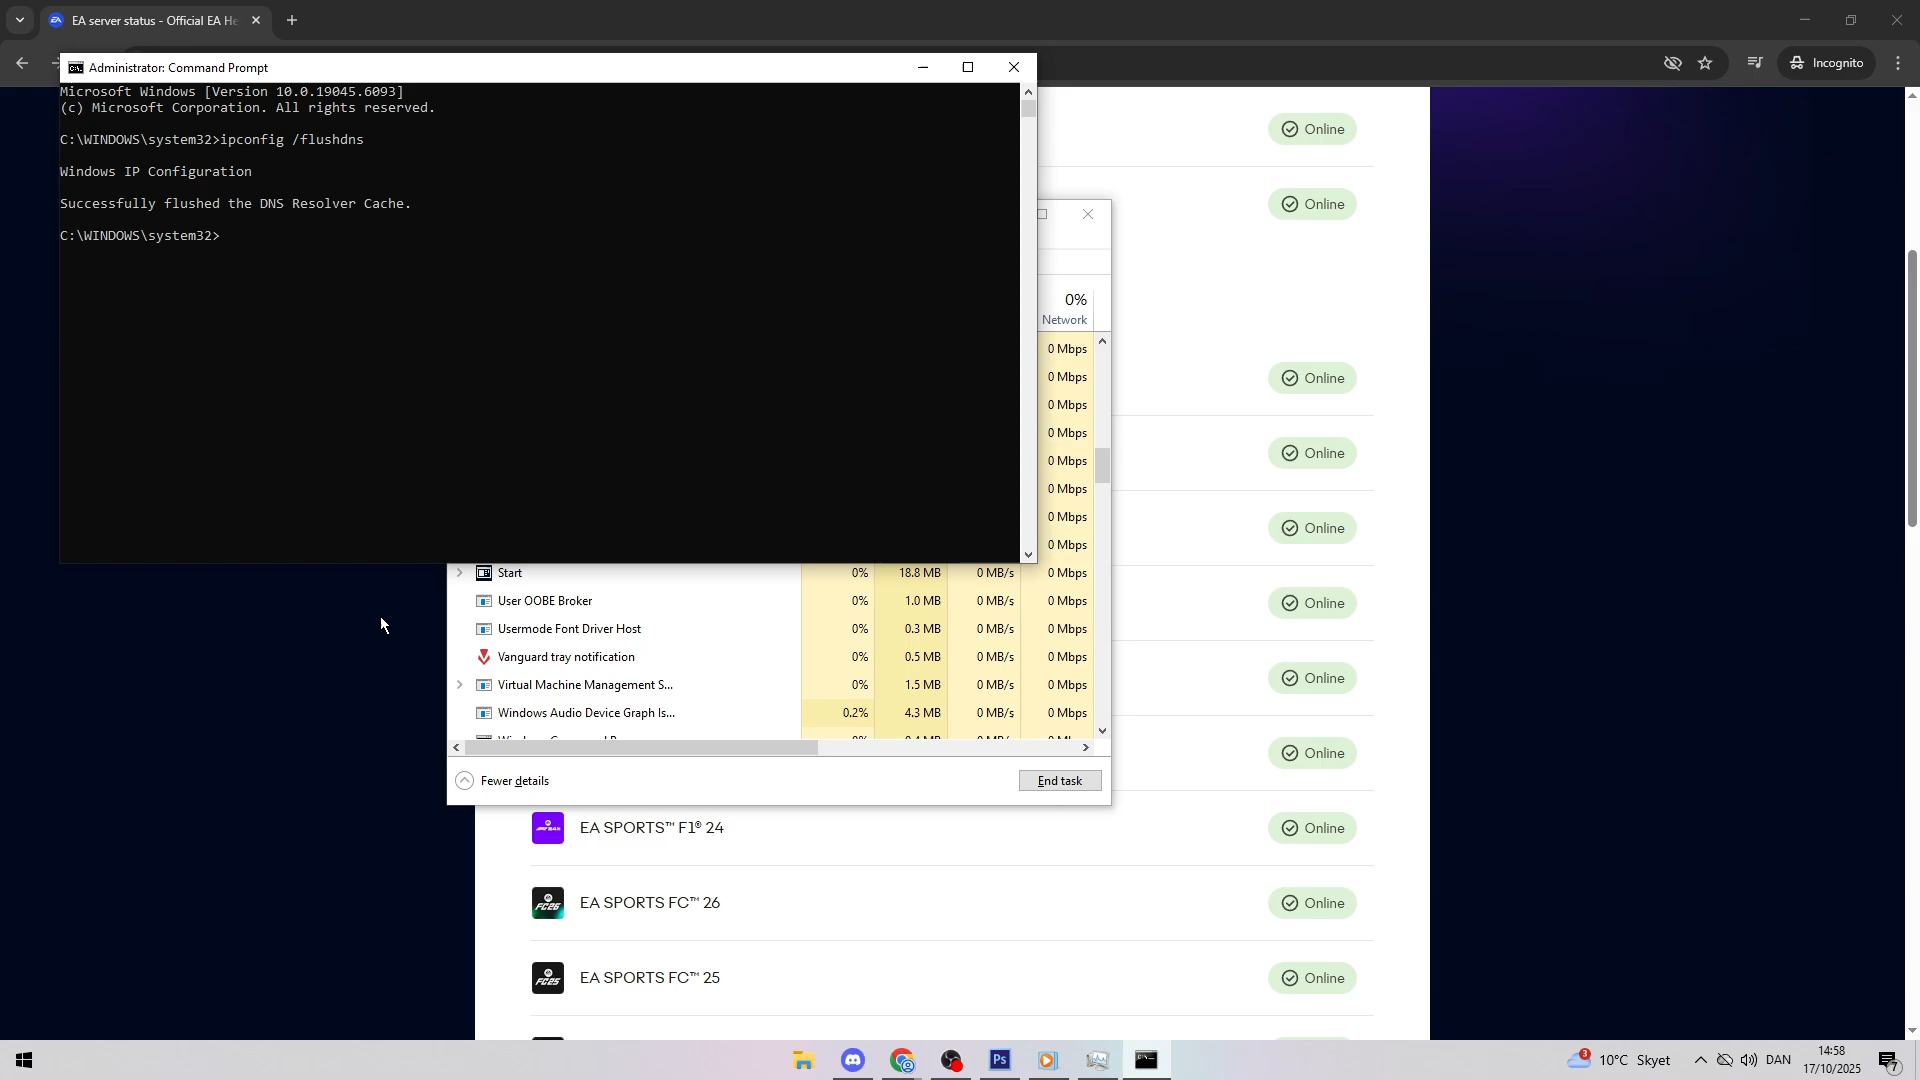 EA server status - Official EA He
Incognito
Administrator: Command Prompt
Microsoft Windows [Version 10.0.19045.6093]
(c) Microsoft Corporation. All rights reserved.
C:\WINDOWS\system32>ipconfig /flushdns
Windows IP Configuration
Successfully flushed the DNS Resolver Cache.
C:\WINDOWS\system32>
0%
Network
0 Mbps
0 Mbps
0 Mbps
0 Mbps
0 Mbps
0 Mbps
0 Mbps
0 Mbps
Start 0% 18.8 MB 0 MB/s 0 Mbps
User OOBE Broker 0% 1.0 MB 0 MB/s 0 Mbps
Usermode Font Driver Host 0% 0.3 MB 0 MB/s 0 Mbps
Vanguard tray notification 0% 0.5 MB 0 MB/s 0 Mbps
Virtual Machine Management S... 0% 1.5 MB 0 MB/s 0 Mbps
Windows Audio Device Graph Is... 0.2% 4.3 MB 0 MB/s 0 Mbps
Fewer details
End task
Online
Online
Online
Online
Online
Online
Online
Online
EA SPORTS™ F1® 24 Online
EA SPORTS FC™ 26 Online
EA SPORTS FC™ 25 Online
Ps
3
10°C Skyet
DAN
14:58
17/10/2025
7